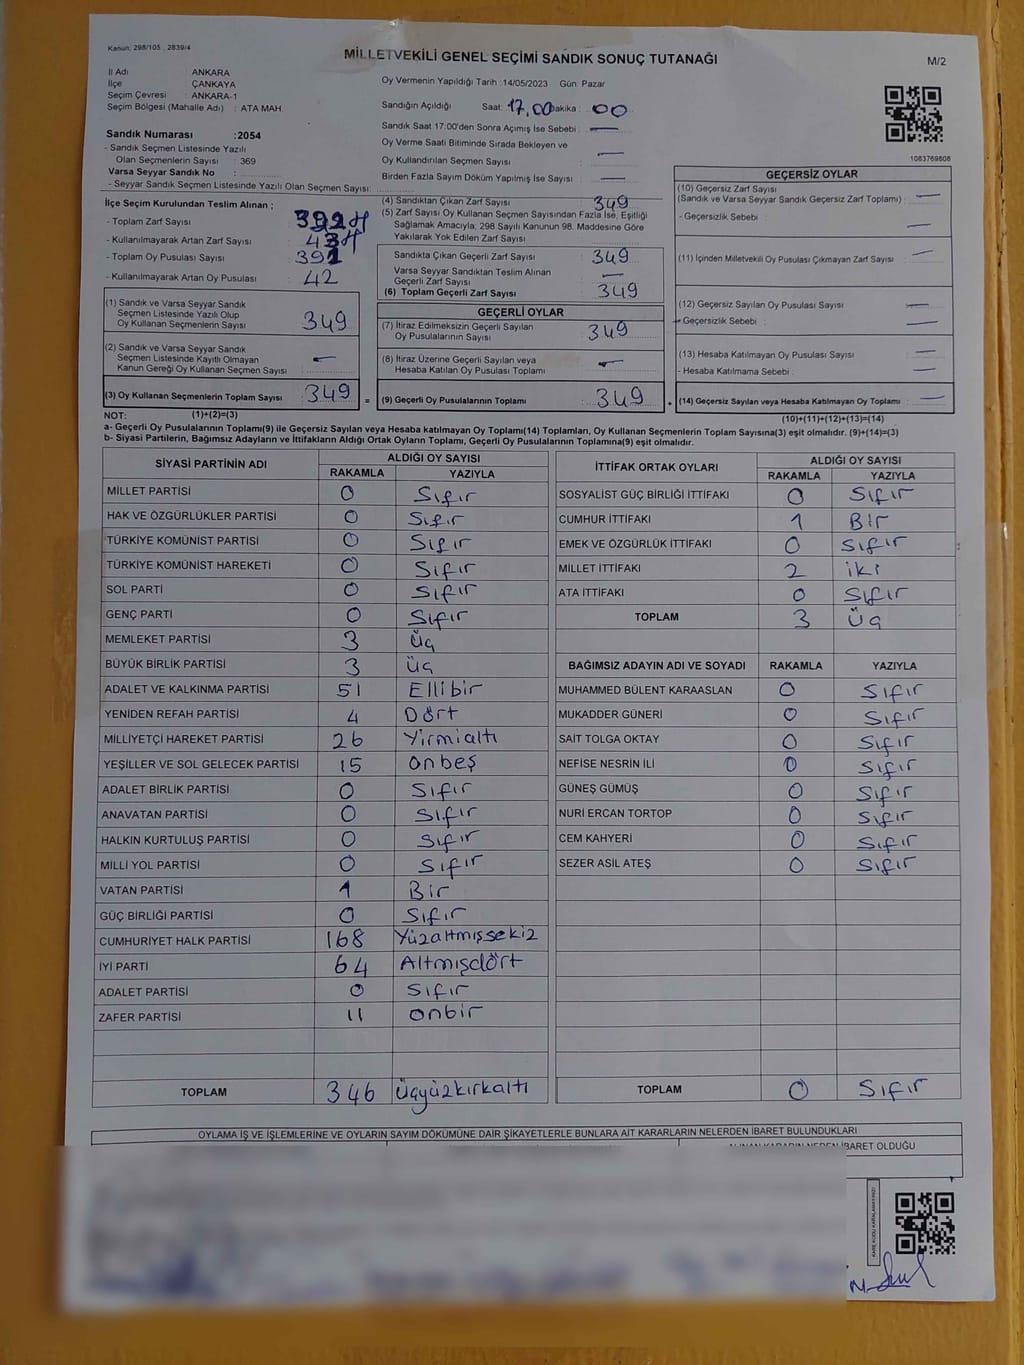 Kanun: 298/105 , 2839/4
MİLLETVEKİLİ GENEL SEÇİMİ SANDIK SONUÇ TUTANAĞI
M/2
İl Adı : ANKARA
İlçe : ÇANKAYA
Seçim Çevresi : ANKARA-1
Seçim Bölgesi (Mahalle Adı) : ATA MAH.
Sandık Numarası :2054
- Sandık Seçmen Listesinde Yazılı
Olan Seçmenlerin Sayısı : 369
Varsa Seyyar Sandık No :
- Seyyar Sandık Seçmen Listesinde Yazılı Olan Seçmen Sayısı:
Oy Vermenin Yapıldığı Tarih :14/05/2023 Gün: Pazar
Sandığın Açıldığı Saat: 17.00 Dakika : 00
Sandık Saat 17:00'den Sonra Açımış İse Sebebi : —
Oy Verme Saati Bitiminde Sırada Bekleyen ve
Oy Kullandırılan Seçmen Sayısı : —
Birden Fazla Sayım Döküm Yapılmış İse Sayısı : —
1083769808
İlçe Seçim Kurulundan Teslim Alınan ;
- Toplam Zarf Sayısı : 392
- Kullanılmayarak Artan Zarf Sayısı : 43
- Toplam Oy Pusulası Sayısı : 391
- Kullanılmayarak Artan Oy Pusulası : 42
(1) Sandık ve Varsa Seyyar Sandık
Seçmen Listesinde Yazılı Olup
Oy Kullanan Seçmenlerin Sayısı : 349
(2) Sandık ve Varsa Seyyar Sandık
Seçmen Listesinde Kayıtlı Olmayan
Kanun Gereği Oy Kullanan Seçmen Sayısı : —
(3) Oy Kullanan Seçmenlerin Toplam Sayısı : 349 =
(4) Sandıktan Çıkan Zarf Sayısı : 349
(5) Zarf Sayısı Oy Kullanan Seçmen Sayısından Fazla İse, Eşitliği
Sağlamak Amacıyla, 298 Sayılı Kanunun 98. Maddesine Göre
Yakılarak Yok Edilen Zarf Sayısı :
Sandıkta Çıkan Geçerli Zarf Sayısı : 349
Varsa Seyyar Sandıktan Teslim Alınan
Geçerli Zarf Sayısı : —
(6) Toplam Geçerli Zarf Sayısı : 349
GEÇERLİ OYLAR
(7) İtiraz Edilmeksizin Geçerli Sayılan
Oy Pusulalarının Sayısı : 349
(8) İtiraz Üzerine Geçerli Sayılan veya
Hesaba Katılan Oy Pusulası Toplamı : —
(9) Geçerli Oy Pusulalarının Toplamı : 349
GEÇERSİZ OYLAR
(10) Geçersiz Zarf Sayısı
(Sandık ve Varsa Seyyar Sandık Geçersiz Zarf Toplamı) : —
- Geçersizlik Sebebi : —
(11) İçinden Milletvekili Oy Pusulası Çıkmayan Zarf Sayısı : —
(12) Geçersiz Sayılan Oy Pusulası Sayısı : —
- Geçersizlik Sebebi : —
(13) Hesaba Katılmayan Oy Pusulası Sayısı : —
- Hesaba Katılmama Sebebi : —
(14) Geçersiz Sayılan veya Hesaba Katılmayan Oy Toplamı : —
NOT: (1)+(2)=(3) (10)+(11)+(12)+(13)=(14)
a- Geçerli Oy Pusulasının Toplamı(9) ile Geçersiz Sayılan veya Hesaba katılmayan Oy Toplamı(14) Toplamları, Oy Kullanan Seçmenlerin Toplam Sayısına(3) eşit olmalıdır. (9)+(14)=(3)
b- Siyasi Partilerin, Bağımsız Adayların ve İttifakların Aldığı Ortak Oyların Toplamı, Geçerli Oy Pusulalarının Toplamına(9) eşit olmalıdır.
SİYASİ PARTİNİN ADI ALDIĞI OY SAYISI
RAKAMLA YAZIYLA
MİLLET PARTİSİ 0 Sıfır
HAK VE ÖZGÜRLÜKLER PARTİSİ 0 Sıfır
TÜRKİYE KOMÜNİST PARTİSİ 0 Sıfır
TÜRKİYE KOMÜNİST HAREKETİ 0 Sıfır
SOL PARTİ 0 Sıfır
GENÇ PARTİ 0 Sıfır
MEMLEKET PARTİSİ 3 Üç
BÜYÜK BİRLİK PARTİSİ 3 Üç
ADALET VE KALKINMA PARTİSİ 51 Ellibir
YENİDEN REFAH PARTİSİ 4 Dört
MİLLİYETÇİ HAREKET PARTİSİ 26 Yirmialtı
YEŞİLLER VE SOL GELECEK PARTİSİ 15 onbeş
ADALET BİRLİK PARTİSİ 0 Sıfır
ANAVATAN PARTİSİ 0 Sıfır
HALKIN KURTULUŞ PARTİSİ 0 Sıfır
MİLLİ YOL PARTİSİ 0 Sıfır
VATAN PARTİSİ 1 Bir
GÜÇ BİRLİĞİ PARTİSİ 0 Sıfır
CUMHURİYET HALK PARTİSİ 168 Yüzaltmışsekiz
İYİ PARTİ 64 Altmışdört
ADALET PARTİSİ 0 Sıfır
ZAFER PARTİSİ 11 onbir
TOPLAM 346 Üçyüzkırkaltı
İTTİFAK ORTAK OYLARI ALDIĞI OY SAYISI
RAKAMLA YAZIYLA
SOSYALİST GÜÇ BİRLİĞİ İTTİFAKI 0 Sıfır
CUMHUR İTTİFAKI 1 Bir
EMEK VE ÖZGÜRLÜK İTTİFAKI 0 Sıfır
MİLLET İTTİFAKI 2 iki
ATA İTTİFAKI 0 Sıfır
TOPLAM 3 Üç
BAĞIMSIZ ADAYIN ADI VE SOYADI RAKAMLA YAZIYLA
MUHAMMED BÜLENT KARAASLAN 0 Sıfır
MUKADDER GÜNERİ 0 Sıfır
SAİT TOLGA OKTAY 0 Sıfır
NEFİSE NESRİN İLİ 0 Sıfır
GÜNEŞ GÜMÜŞ 0 Sıfır
NURİ ERCAN TORTOP 0 Sıfır
CEM KAHYERİ 0 Sıfır
SEZER ASİL ATEŞ 0 Sıfır
TOPLAM 0 Sıfır
OYLAMA İŞ VE İŞLEMLERİNE VE OYLARIN SAYIM DÖKÜMÜNE DAİR ŞİKAYETLERLE BUNLARA AİT KARARLARIN NELERDEN İBARET BULUNDUKLARI
ALINAN KARARIN NEDEN İBARET OLDUĞU
KARE KODU KARALAMAYINIZ!